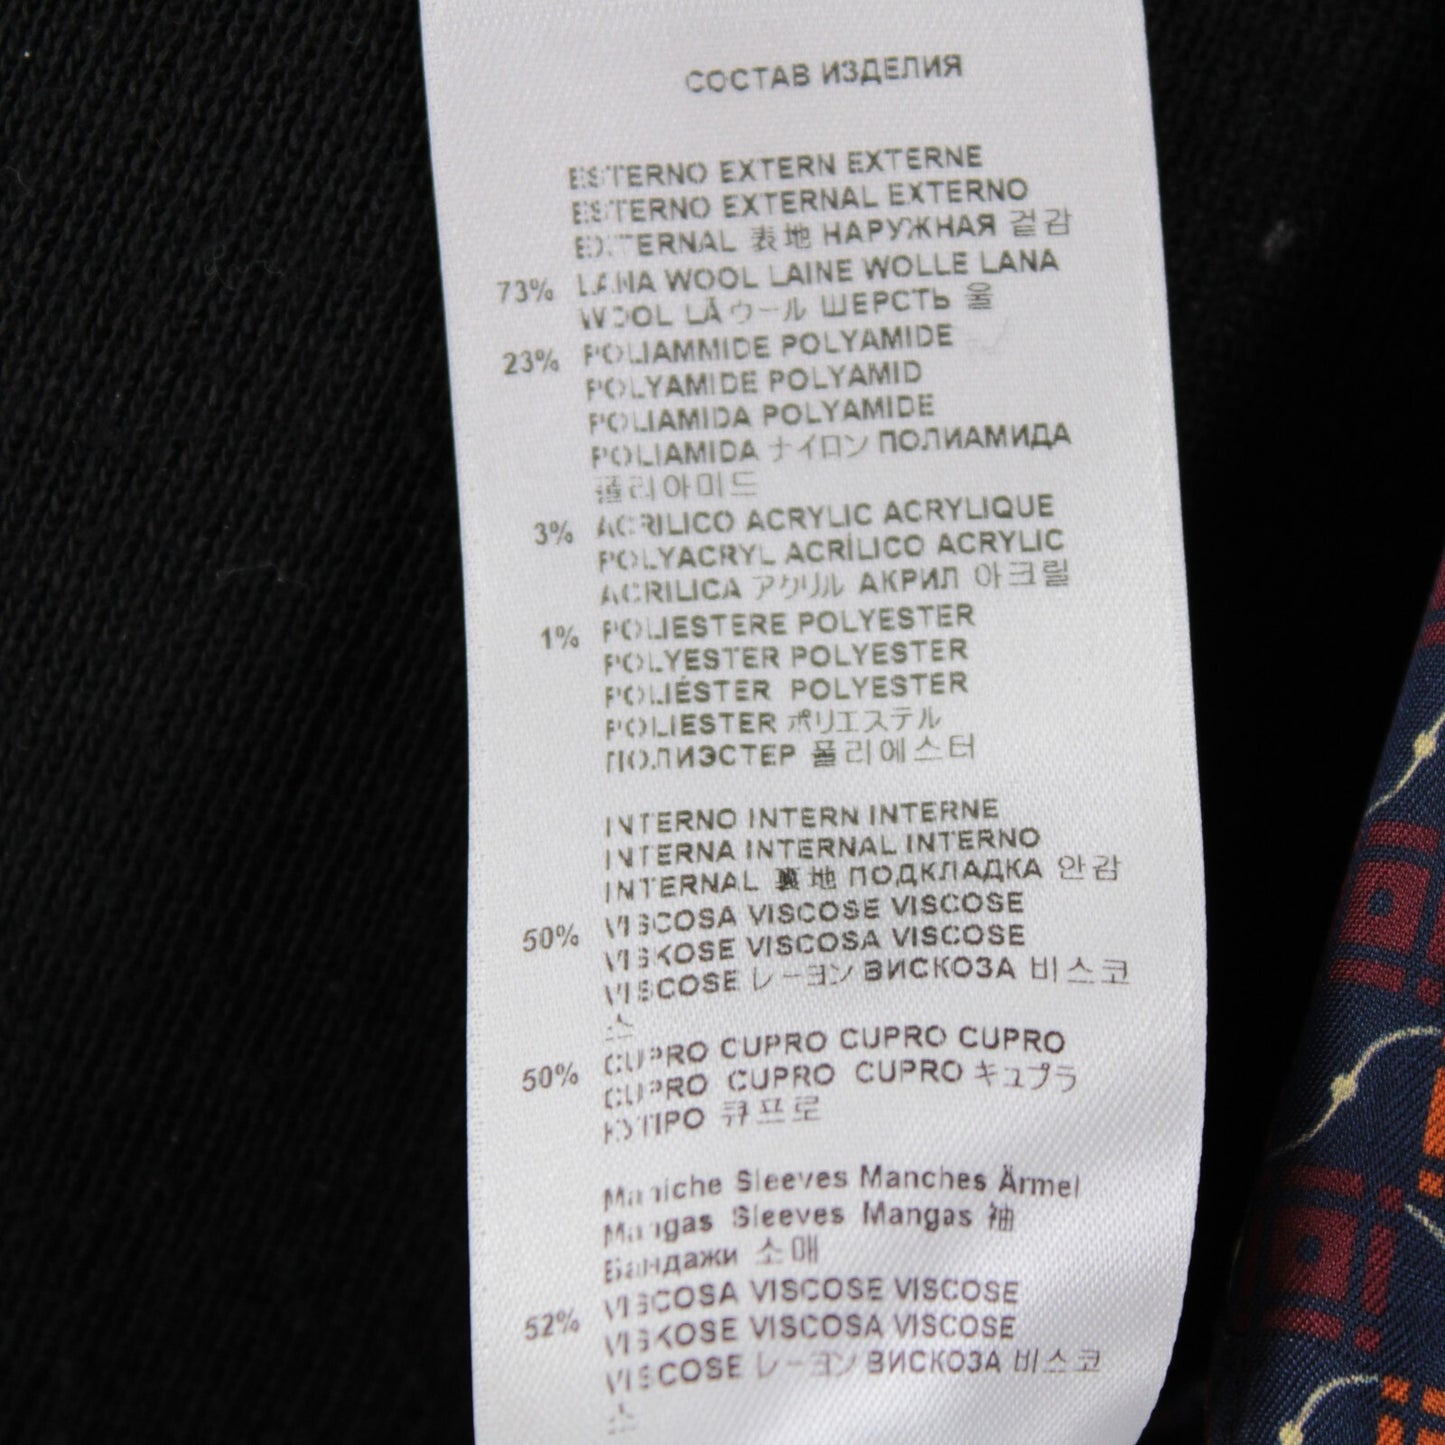 СОСТАВ ИЗДЕЛИЯ
ESTERNO EXTERN EXTERNE
ESTERNO EXTERNAL EXTERNO
EXTERNAL 表地 НАРУЖНАЯ 겉감
73% LANA WOOL LAINE WOLLE LANA
WOOL LÃ ウール ШЕРСТЬ 울
23% POLIAMMIDE POLYAMIDE
POLYAMIDE POLYAMID
POLIAMIDA POLYAMIDE
POLIAMIDA ナイロン ПОЛИАМИДА
폴리아미드
3% ACRILICO ACRYLIC ACRYLIQUE
POLYACRYL ACRÍLICO ACRYLIC
ACRILICA アクリル АКРИЛ 아크릴
1% POLIESTERE POLYESTER
POLYESTER POLYESTER
POLIÉSTER POLYESTER
POLIESTER ポリエステル
ПОЛИЭСТЕР 폴리에스터
INTERNO INTERN INTERNE
INTERNA INTERNAL INTERNO
INTERNAL 裏地 ПОДКЛАДКА 안감
50% VISCOSA VISCOSE VISCOSE
VISKOSE VISCOSA VISCOSE
VISCOSE レーヨン ВИСКОЗА 비스코
스
50% CUPRO CUPRO CUPRO CUPRO
CUPRO CUPRO CUPRO キュプラ
КУПРО 큐프로
Maniche Sleeves Manches Ärmel
Mangas Sleeves Mangas 袖
Бандажи 소매
52% VISCOSA VISCOSE VISCOSE
VISKOSE VISCOSA VISCOSE
VISCOSE レーヨン ВИСКОЗА 비스코
스